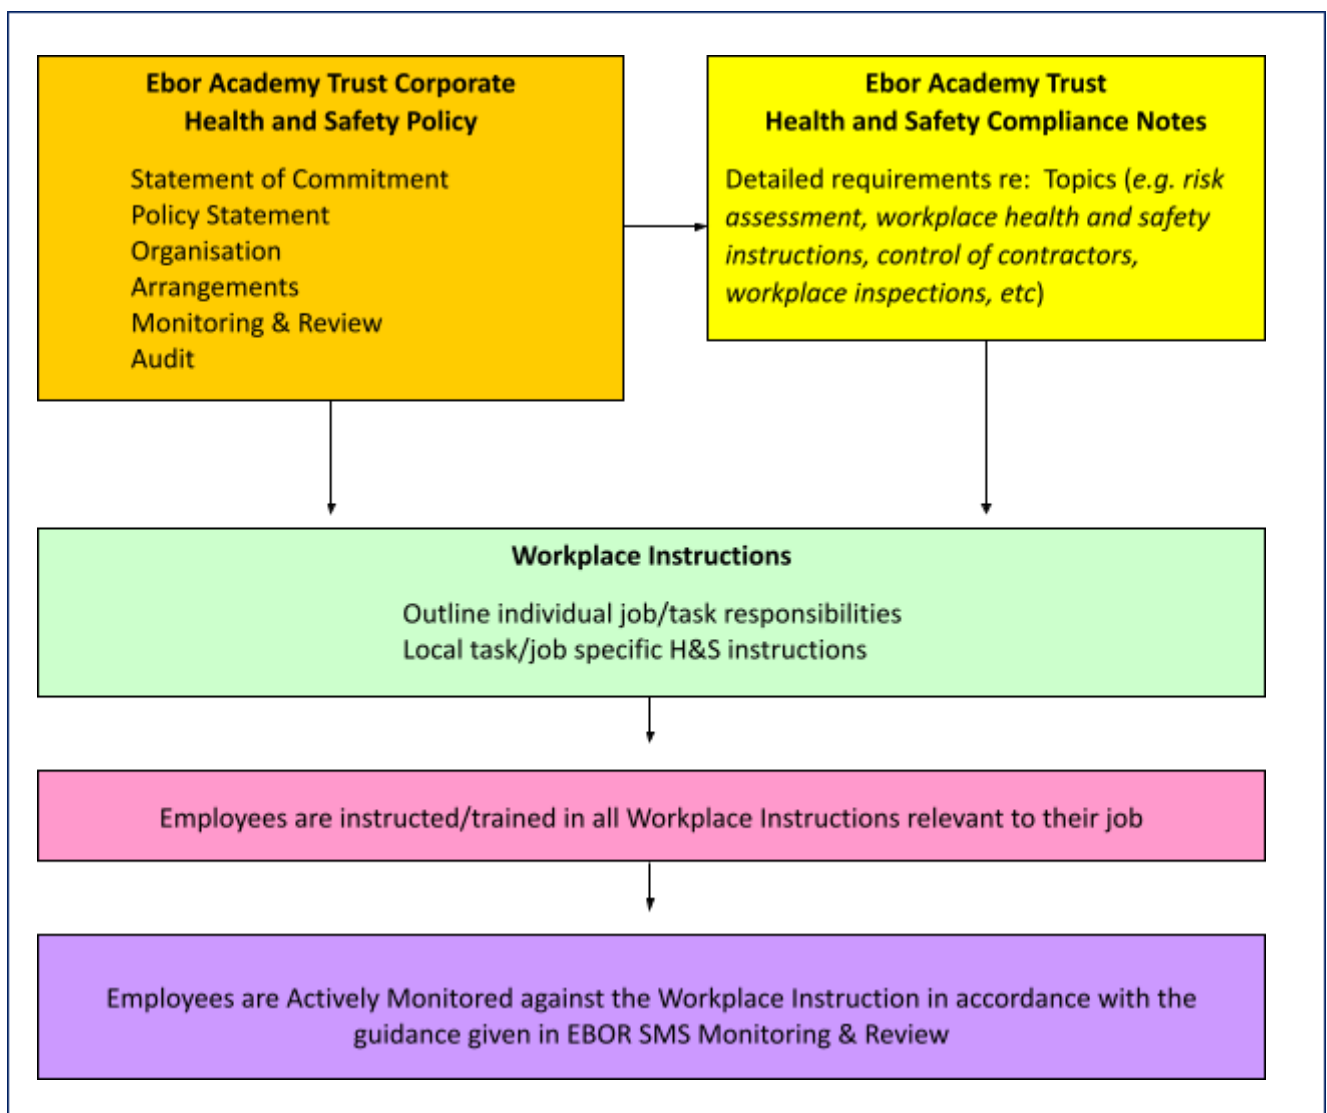 Ebor Academy Trust Corporate
Health and Safety Policy
Statement of Commitment
Policy Statement
Organisation
Arrangements
Monitoring & Review
Audit
Ebor Academy Trust
Health and Safety Compliance Notes
Detailed requirements re:  Topics (e.g. risk
assessment, workplace health and safety
instructions, control of contractors,
workplace inspections, etc)
Workplace Instructions
Outline individual job/task responsibilities
Local task/job specific H&S instructions
Employees are instructed/trained in all Workplace Instructions relevant to their job
Employees are Actively Monitored against the Workplace Instruction in accordance with the
guidance given in EBOR SMS Monitoring & Review